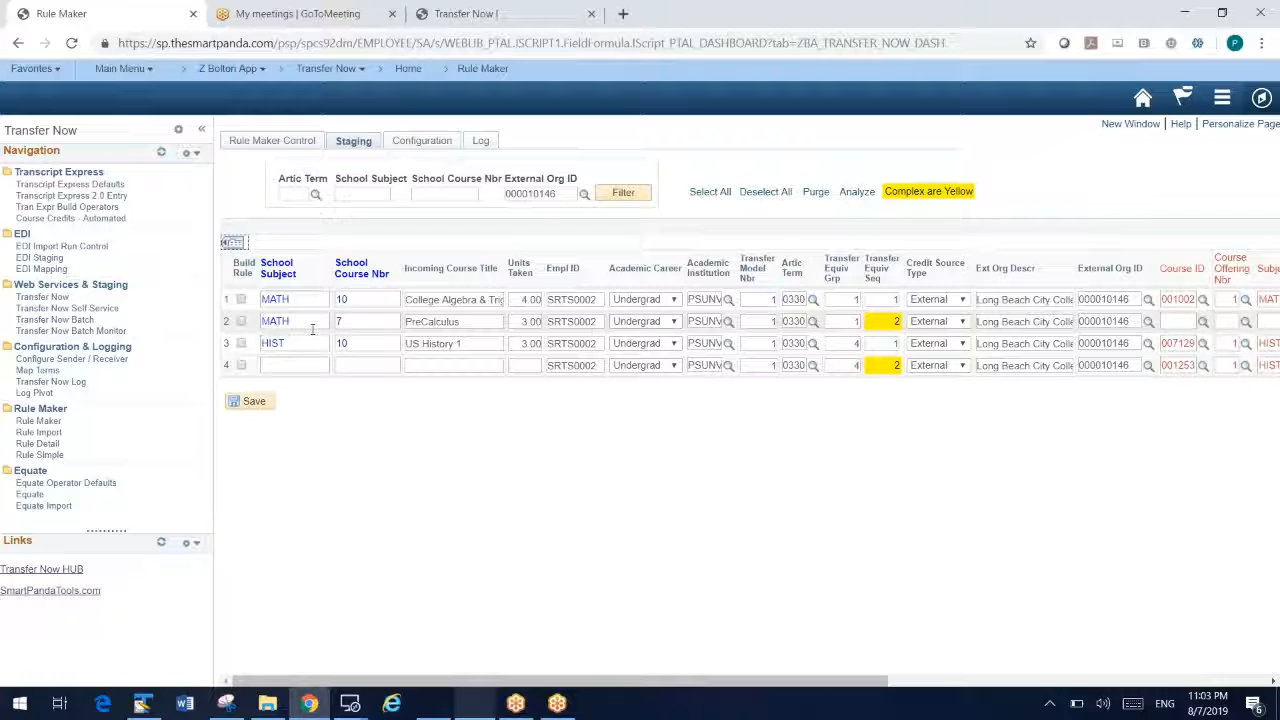 Rule Maker
My meetings | GoToMeeting
Transfer Now [
https://sp.thesmartpanda.com/psp/spcs92dm/EMPLOYEE/SA/s/WEBLIB_PTAL.ISCRIPT1.FieldFormula.IScript_PTAL_DASHBOARD?tab=ZBA_TRANSFER_NOW_DASH
Favorites Main Menu > Z Bolton App > Transfer Now > Home > Rule Maker
New Window | Help | Personalize Page
Transfer Now
Navigation
Transcript Express
Transcript Express Defaults
Transcript Express 2.0 Entry
Tran Expr Build Operators
Course Credits - Automated
EDI
EDI Import Run Control
EDI Staging
EDI Mapping
Web Services & Staging
Transfer Now
Transfer Now Self Service
Transfer Now Batch
Transfer Now Batch Monitor
Configuration & Logging
Configure Sender / Receiver
Map Terms
Transfer Now Log
Log Pivot
Rule Maker
Rule Maker
Rule Import
Rule Detail
Rule Simple
Equate
Equate Operator Defaults
Equate
Equate Import
Links
Transfer Now HUB
SmartPandaTools.com
Rule Maker Control Staging Configuration Log
Artic Term School Subject School Course Nbr External Org ID
000010146 Filter
Select All Deselect All Purge Analyze Complex are Yellow
Build Rule School Subject School Course Nbr Incoming Course Title Units Taken Empl ID Academic Career Academic Institution Transfer Model Nbr Artic Term Transfer Equiv Grp Transfer Equiv Seq Credit Source Type Ext Org Descr External Org ID Course ID Course Offering Nbr
1 MATH 10 College Algebra & Trig 4.00 SRTS0002 Undergrad PSUNV 1 0330 1 1 External Long Beach City Colle 000010146 001002 1 MAT
2 MATH 7 PreCalculus 3.00 SRTS0002 Undergrad PSUNV 1 0330 1 2 External Long Beach City Colle 000010146
3 HIST 10 US History 1 3.00 SRTS0002 Undergrad PSUNV 1 0330 4 1 External Long Beach City Colle 000010146 007129 1 HIST
4 SRTS0002 Undergrad PSUNV 1 0330 4 2 External Long Beach City Colle 000010146 001253 1 HIST
Save
11:03 PM
ENG
8/7/2019
6